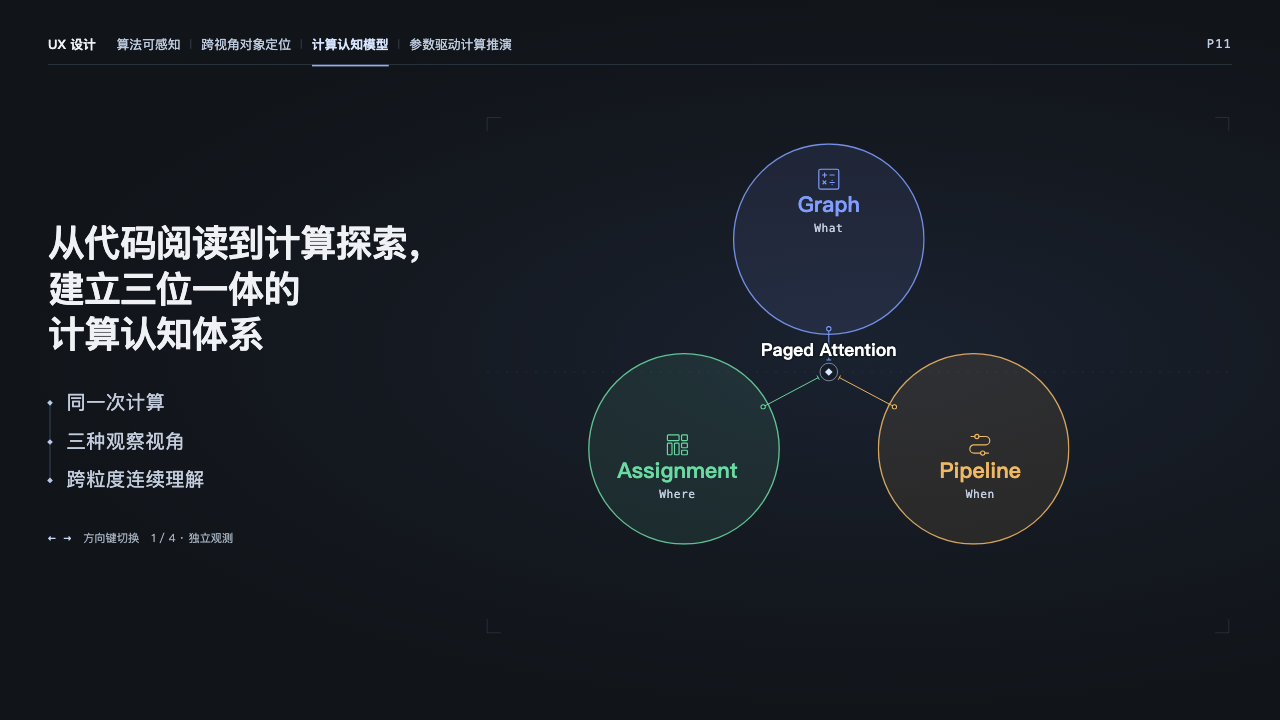 UX 设计 算法可感知 | 跨视角对象定位 | 计算认知模型 | 参数驱动计算推演
P11
从代码阅读到计算探索，
建立三位一体的
计算认知体系
同一次计算
三种观察视角
跨粒度连续理解
← → 方向键切换 1 / 4 · 独立观测
Graph
What
Paged Attention
Assignment
Where
Pipeline
When